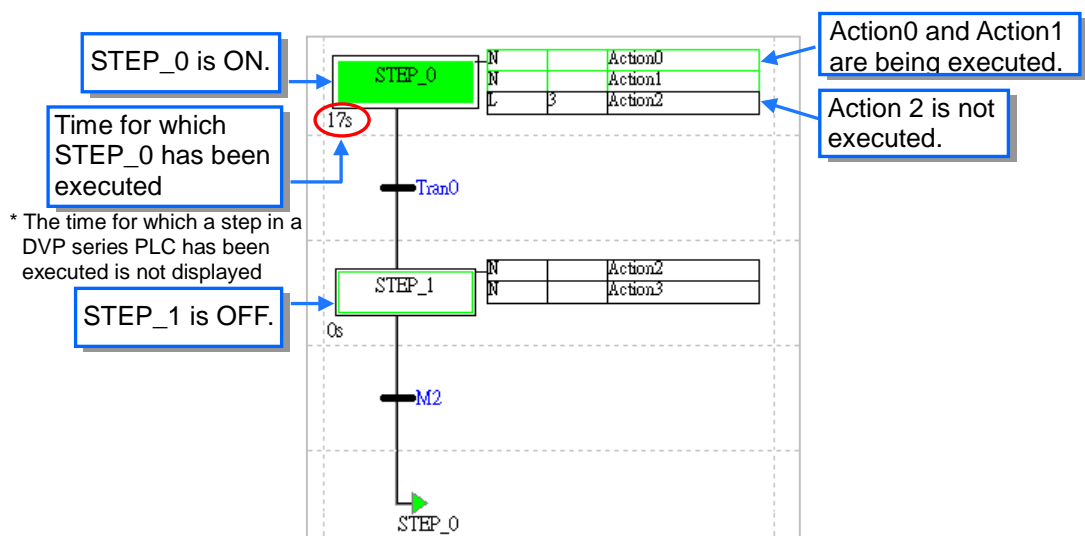 STEP_0 is ON.
Time for which
STEP_0 has been
executed
* The time for which a step in a
DVP series PLC has been
executed is not displayed
STEP_1 is OFF.
STEP_0
17s
N Action0
N Action1
L 3 Action2
Tran0
STEP_1
0s
N Action2
N Action3
M2
STEP_0
Action0 and Action1
are being executed.
Action 2 is not
executed.